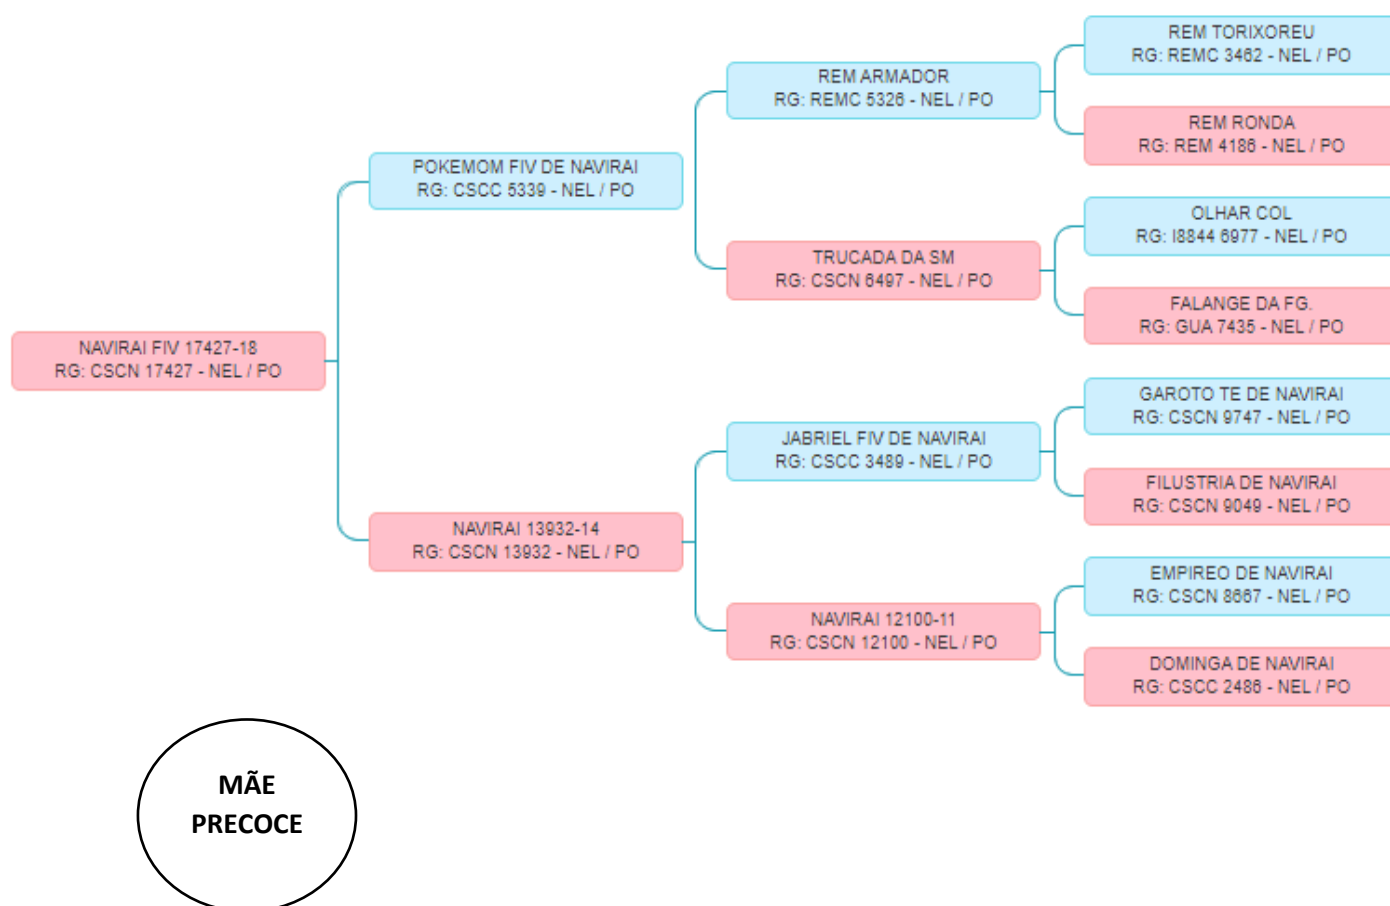 REM TORIXOREU
RG: REMC 3462 - NEL / PO
REM ARMADOR
RG: REMC 5326 - NEL / PO
REM RONDA
RG: REM 4186 - NEL / PO
POKEMOM FIV DE NAVIRAI
RG: CSCC 5339 - NEL / PO
OLHAR COL
RG: I8844 6977 - NEL / PO
TRUCADA DA SM
RG: CSCN 6497 - NEL / PO
FALANGE DA FG.
RG: GUA 7435 - NEL / PO
NAVIRAI FIV 17427-18
RG: CSCN 17427 - NEL / PO
GAROTO TE DE NAVIRAI
RG: CSCN 9747 - NEL / PO
JABRIEL FIV DE NAVIRAI
RG: CSCC 3489 - NEL / PO
FILUSTRIA DE NAVIRAI
RG: CSCN 9049 - NEL / PO
NAVIRAI 13932-14
RG: CSCN 13932 - NEL / PO
EMPIREO DE NAVIRAI
RG: CSCN 8667 - NEL / PO
NAVIRAI 12100-11
RG: CSCN 12100 - NEL / PO
DOMINGA DE NAVIRAI
RG: CSCC 2486 - NEL / PO
MÃE
PRECOCE